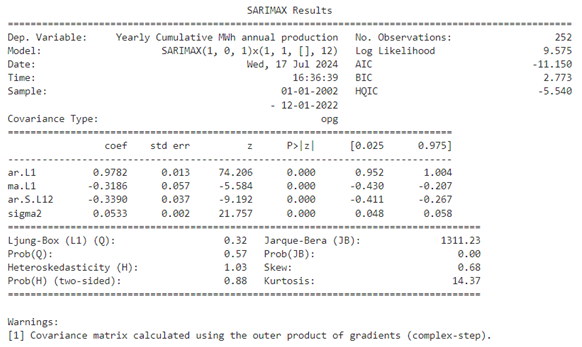 SARIMAX Results
==============================================================================================
Dep. Variable: Yearly Cumulative MWh annual production No. Observations: 252
Model: SARIMAX(1, 0, 1)x(1, 1, [], 12) Log Likelihood 9.575
Date: Wed, 17 Jul 2024 AIC -11.150
Time: 16:36:39 BIC 2.773
Sample: 01-01-2002 HQIC -5.540
- 12-01-2022
Covariance Type: opg
==============================================================================
coef std err z P>|z| [0.025 0.975]
------------------------------------------------------------------------------
ar.L1 0.9782 0.013 74.206 0.000 0.952 1.004
ma.L1 -0.3186 0.057 -5.584 0.000 -0.430 -0.207
ar.S.L12 -0.3390 0.037 -9.192 0.000 -0.411 -0.267
sigma2 0.0533 0.002 21.757 0.000 0.048 0.058
===================================================================================
Ljung-Box (L1) (Q): 0.32 Jarque-Bera (JB): 1311.23
Prob(Q): 0.57 Prob(JB): 0.00
Heteroskedasticity (H): 1.03 Skew: 0.68
Prob(H) (two-sided): 0.88 Kurtosis: 14.37
===================================================================================
Warnings:
[1] Covariance matrix calculated using the outer product of gradients (complex-step).